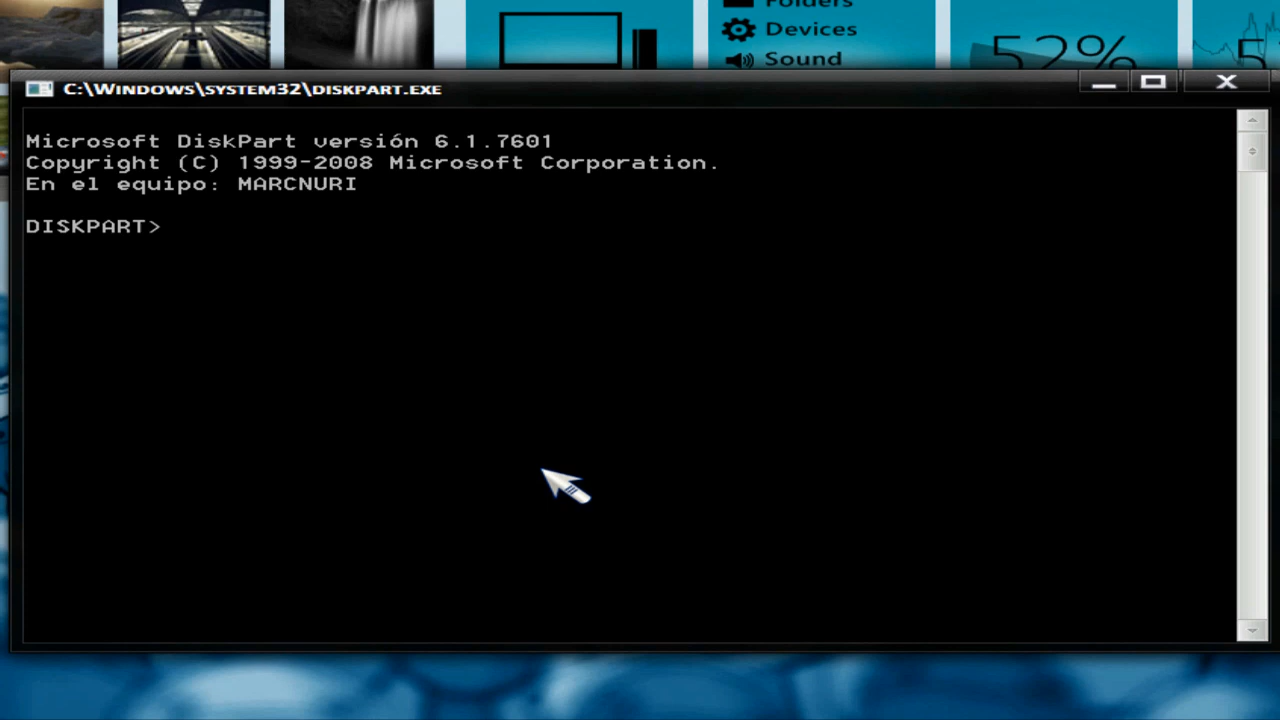 Folders
Devices
Sound
52%
5
C:\WINDOWS\SYSTEM32\DISKPART.EXE
Microsoft DiskPart versión 6.1.7601
Copyright (C) 1999-2008 Microsoft Corporation.
En el equipo: MARCNURI
DISKPART>